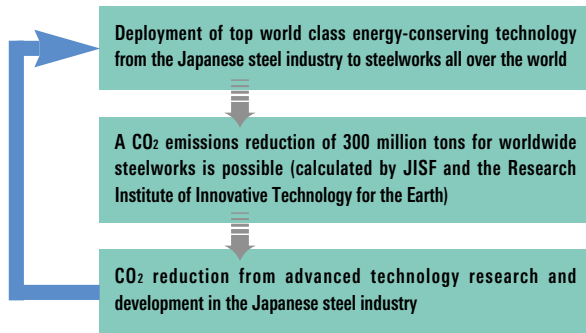 Deployment of top world class energy-conserving technology
from the Japanese steel industry to steelworks all over the world
A CO₂ emissions reduction of 300 million tons for worldwide
steelworks is possible (calculated by JISF and the Research
Institute of Innovative Technology for the Earth)
CO₂ reduction from advanced technology research and
development in the Japanese steel industry